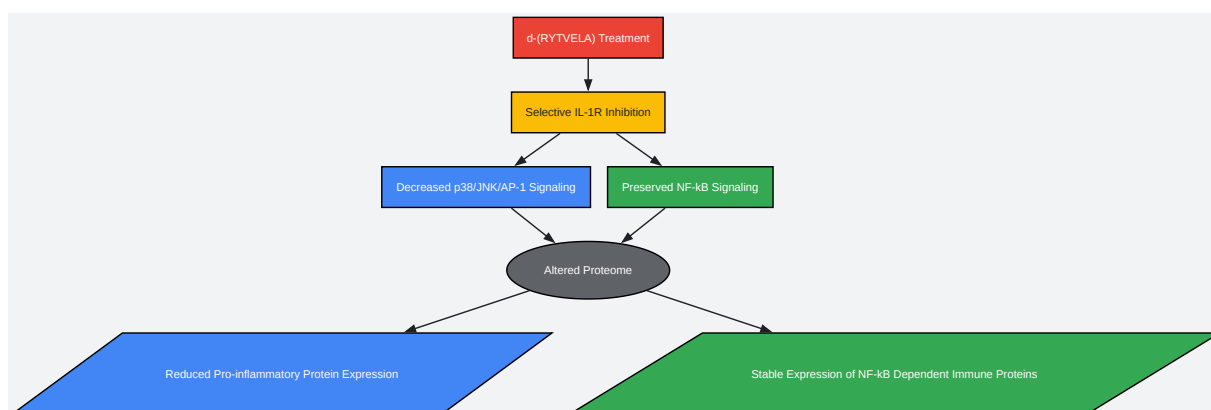 d-(RYTVELA) Treatment
Selective IL-1R Inhibition
Decreased p38/JNK/AP-1 Signaling
Preserved NF-kB Signaling
Altered Proteome
Reduced Pro-inflammatory Protein Expression
Stable Expression of NF-kB Dependent Immune Proteins